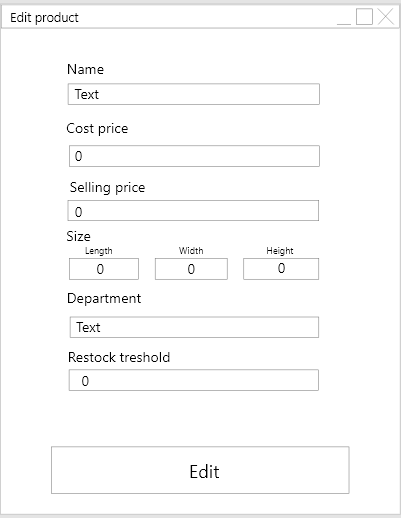 Edit product
Name
Text
Cost price
0
Selling price
0
Size
Length Width Height
0 0 0
Department
Text
Restock treshold
0
Edit